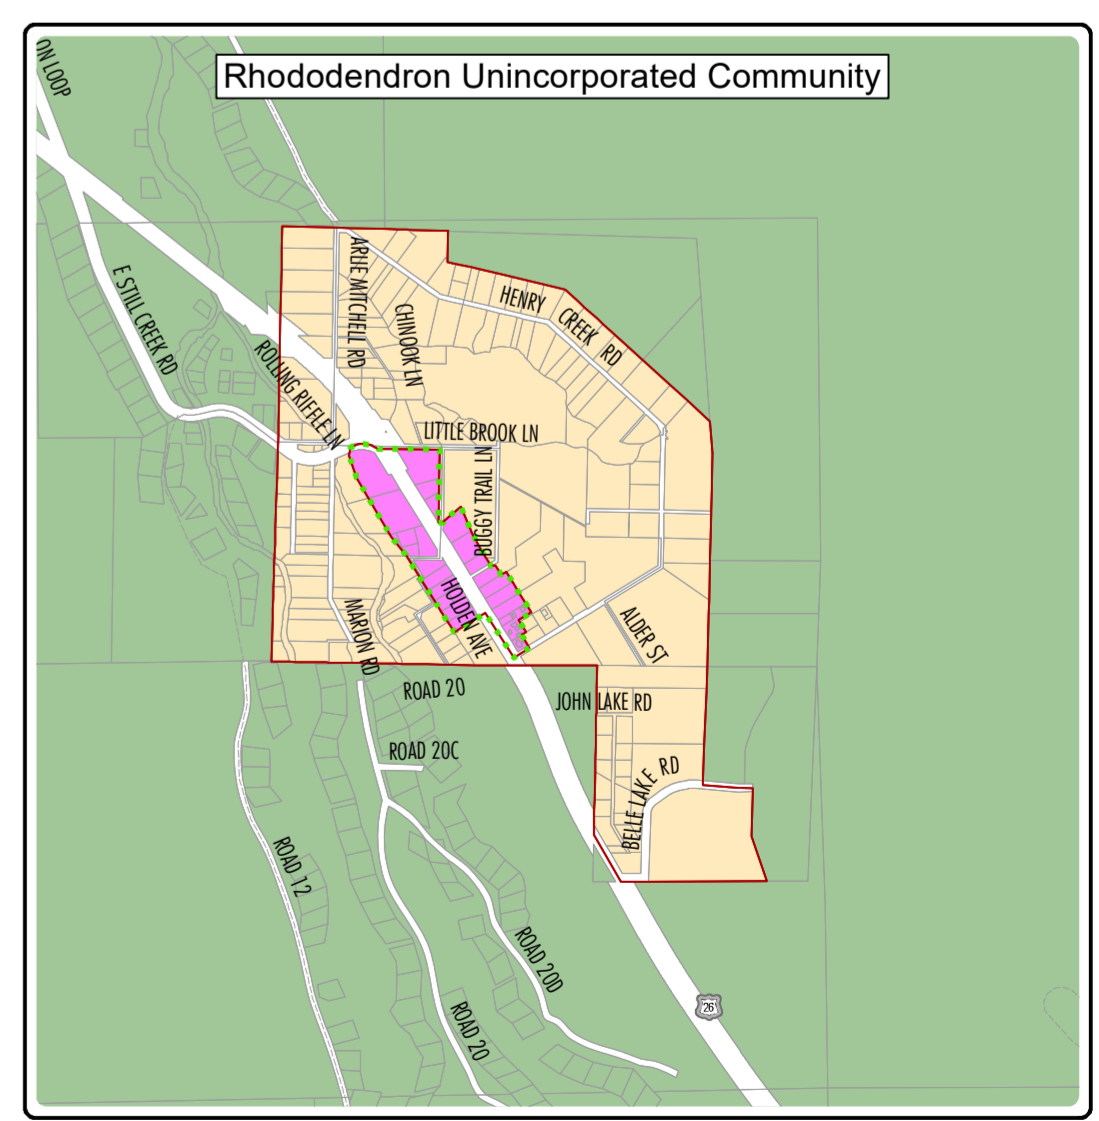 Rhododendron Unincorporated Community
ON LOOP
E STILL CREEK RD
ARLIE MITCHELL RD
CHINOOK LN
HENRY CREEK RD
ROLLING RIFFLE LN
LITTLE BROOK LN
BUGGY TRAIL LN
HOLDEN AVE
MARION RD
ALDER ST
ROAD 20
JOHN LAKE RD
ROAD 20C
BELLE LAKE RD
ROAD 12
ROAD 20D
26
ROAD 20